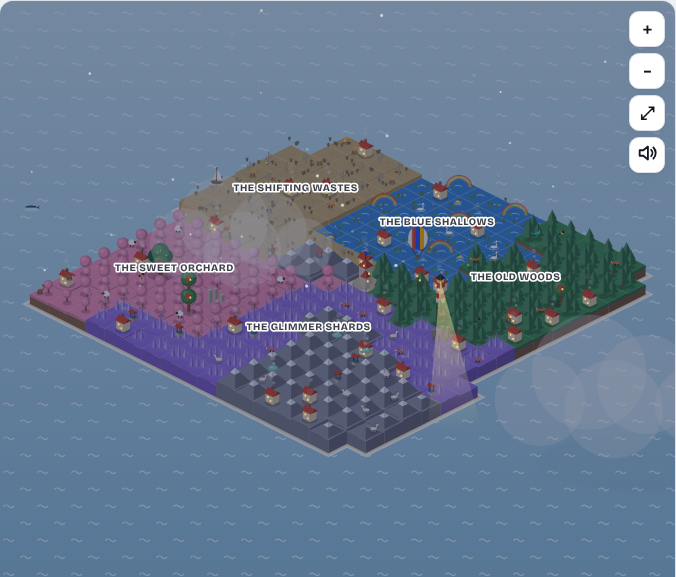 THE SHIFTING WASTES
THE BLUE SHALLOWS
THE SWEET ORCHARD
THE OLD WOODS
THE GLIMMER SHARDS